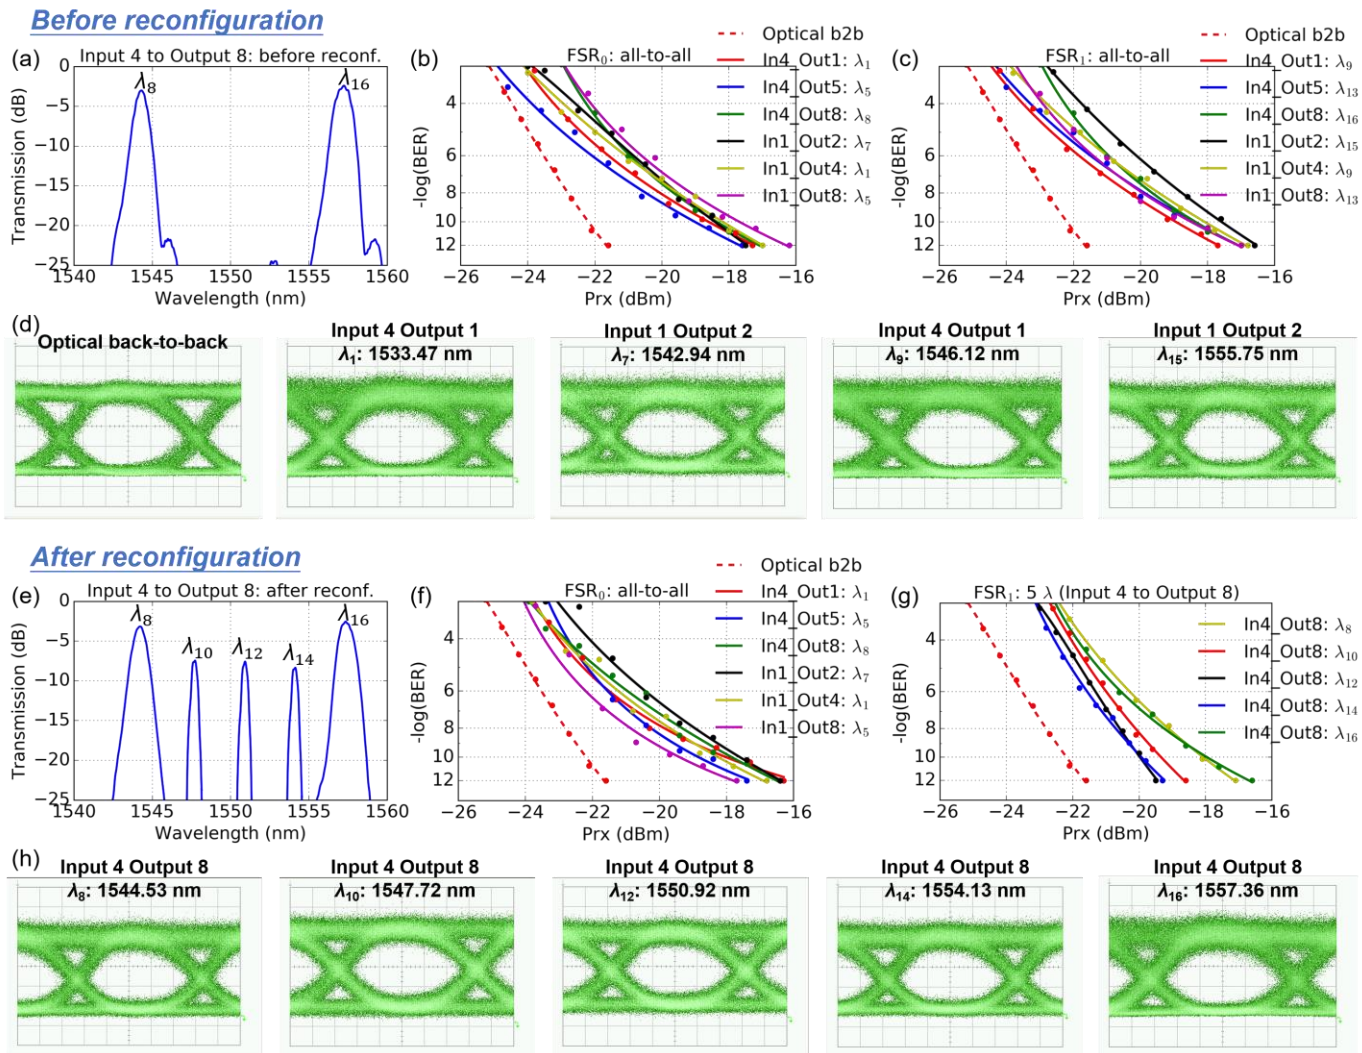 Before reconfiguration
(a) Input 4 to Output 8: before reconf.
λ8
λ16
0
−5
−10
−15
−20
−25
Transmission (dB)
1540 1545 1550 1555 1560
Wavelength (nm)
(b) FSR0: all-to-all
4
6
8
10
12
-log(BER)
−26 −24 −22 −20 −18 −16
Prx (dBm)
Optical b2b
In4_Out1: λ1
In4_Out5: λ5
In4_Out8: λ8
In1_Out2: λ7
In1_Out4: λ1
In1_Out8: λ5
(c) FSR1: all-to-all
4
6
8
10
12
-log(BER)
−26 −24 −22 −20 −18 −16
Prx (dBm)
Optical b2b
In4_Out1: λ9
In4_Out5: λ13
In4_Out8: λ16
In1_Out2: λ15
In1_Out4: λ9
In1_Out8: λ13
(d)
Optical back-to-back
Input 4 Output 1
λ1: 1533.47 nm
Input 1 Output 2
λ7: 1542.94 nm
Input 4 Output 1
λ9: 1546.12 nm
Input 1 Output 2
λ15: 1555.75 nm
After reconfiguration
(e) Input 4 to Output 8: after reconf.
λ8
λ10
λ12
λ14
λ16
0
−5
−10
−15
−20
−25
Transmission (dB)
1540 1545 1550 1555 1560
Wavelength (nm)
(f) FSR0: all-to-all
4
6
8
10
12
-log(BER)
−26 −24 −22 −20 −18 −16
Prx (dBm)
Optical b2b
In4_Out1: λ1
In4_Out5: λ5
In4_Out8: λ8
In1_Out2: λ7
In1_Out4: λ1
In1_Out8: λ5
(g) FSR1: 5 λ (Input 4 to Output 8)
4
6
8
10
12
-log(BER)
−26 −24 −22 −20 −18 −16
Prx (dBm)
In4_Out8: λ8
In4_Out8: λ10
In4_Out8: λ12
In4_Out8: λ14
In4_Out8: λ16
(h)
Input 4 Output 8
λ8: 1544.53 nm
Input 4 Output 8
λ10: 1547.72 nm
Input 4 Output 8
λ12: 1550.92 nm
Input 4 Output 8
λ14: 1554.13 nm
Input 4 Output 8
λ16: 1557.36 nm